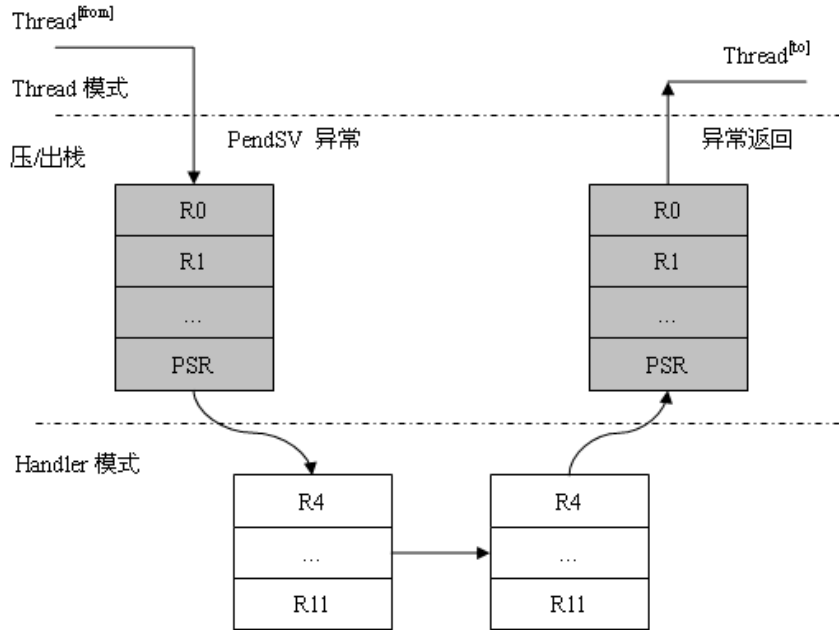 Thread[from]
Thread[to]
Thread 模式
PendSV 异常
异常返回
压/出栈
R0
R1
...
PSR
R0
R1
...
PSR
Handler 模式
R4
...
R11
R4
...
R11